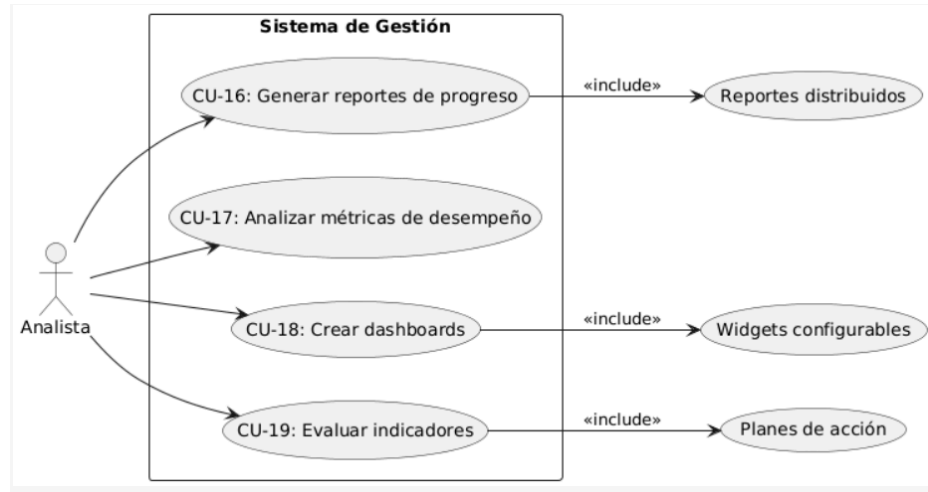 Sistema de Gestión
CU-16: Generar reportes de progreso
«include»
Reportes distribuidos
CU-17: Analizar métricas de desempeño
Analista
CU-18: Crear dashboards
«include»
Widgets configurables
CU-19: Evaluar indicadores
«include»
Planes de acción